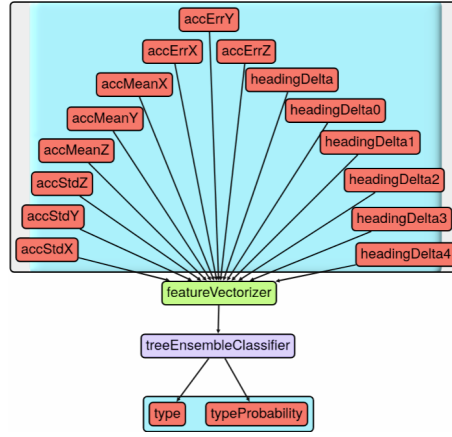 accErrY
accErrX
accErrZ
accMeanX
headingDelta
accMeanY
headingDelta0
accMeanZ
headingDelta1
accStdZ
headingDelta2
accStdY
headingDelta3
accStdX
headingDelta4
featureVectorizer
treeEnsembleClassifier
type
typeProbability